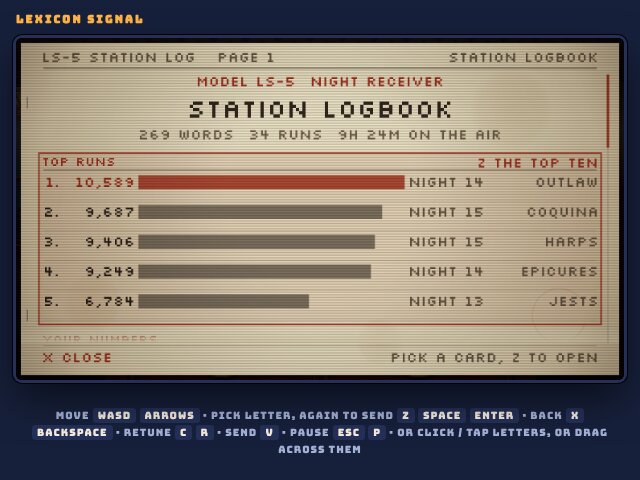 LEXICON SIGNAL
LS-5 STATION LOG PAGE 1 STATION LOGBOOK
MODEL LS-5 NIGHT RECEIVER
STATION LOGBOOK
269 WORDS 34 RUNS 9H 24M ON THE AIR
TOP RUNS Z THE TOP TEN
1. 10,589 NIGHT 14 OUTLAW
2. 9,687 NIGHT 15 COQUINA
3. 9,406 NIGHT 15 HARPS
4. 9,249 NIGHT 14 EPICURES
5. 6,784 NIGHT 13 JESTS
YOUR NUMBERS
X CLOSE PICK A CARD, Z TO OPEN
MOVE WASD ARROWS · PICK LETTER, AGAIN TO SEND Z SPACE ENTER · BACK X
BACKSPACE · RETUNE C R · SEND V · PAUSE ESC P · OR CLICK / TAP LETTERS, OR DRAG
ACROSS THEM